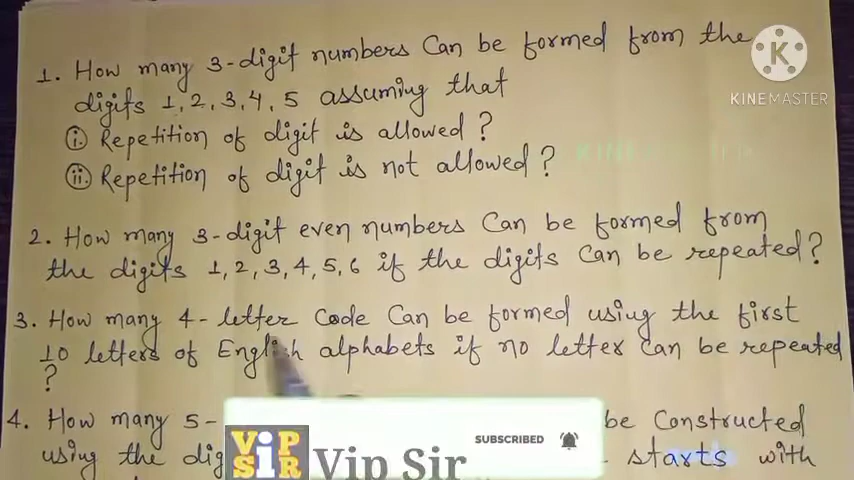 1. How many 3-digit numbers Can be formed from the
digits 1, 2, 3, 4, 5 assuming that
i. Repetition of digit is allowed?
ii. Repetition of digit is not allowed?
2. How many 3-digit even numbers Can be formed from
the digits 1, 2, 3, 4, 5, 6 if the digits can be repeated?
3. How many 4-letter Code Can be formed using the first
10 letters of English alphabets if no letter can be repeated
?
4. How many 5- be Constructed
using the dig starts with
K
KINEMASTER
KINEMASTER
ViP
SiR
Vip Sir
SUBSCRIBED